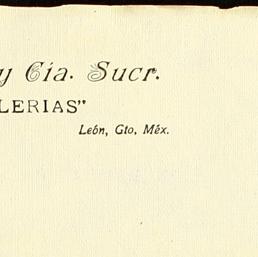 y Cía. Sucr.
LERIAS"
León, Gto, Méx.